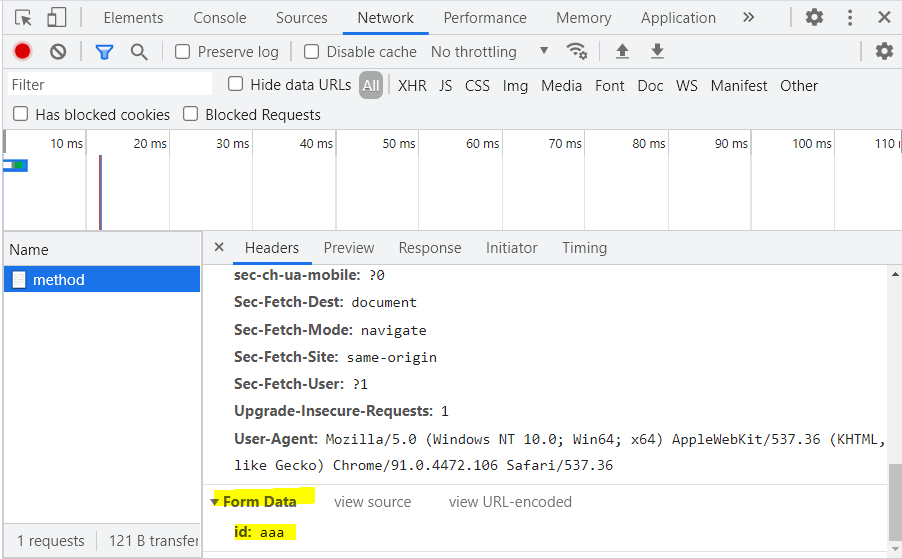 Elements Console Sources Network Performance Memory Application »
Preserve log Disable cache No throttling ▼
Filter Hide data URLs All XHR JS CSS Img Media Font Doc WS Manifest Other
Has blocked cookies Blocked Requests
10 ms 20 ms 30 ms 40 ms 50 ms 60 ms 70 ms 80 ms 90 ms 100 ms 110
Name × Headers Preview Response Initiator Timing
method
sec-ch-ua-mobile: ?0
Sec-Fetch-Dest: document
Sec-Fetch-Mode: navigate
Sec-Fetch-Site: same-origin
Sec-Fetch-User: ?1
Upgrade-Insecure-Requests: 1
User-Agent: Mozilla/5.0 (Windows NT 10.0; Win64; x64) AppleWebKit/537.36 (KHTML,
like Gecko) Chrome/91.0.4472.106 Safari/537.36
▼ Form Data view source view URL-encoded
id: aaa
1 requests 121 B transfer